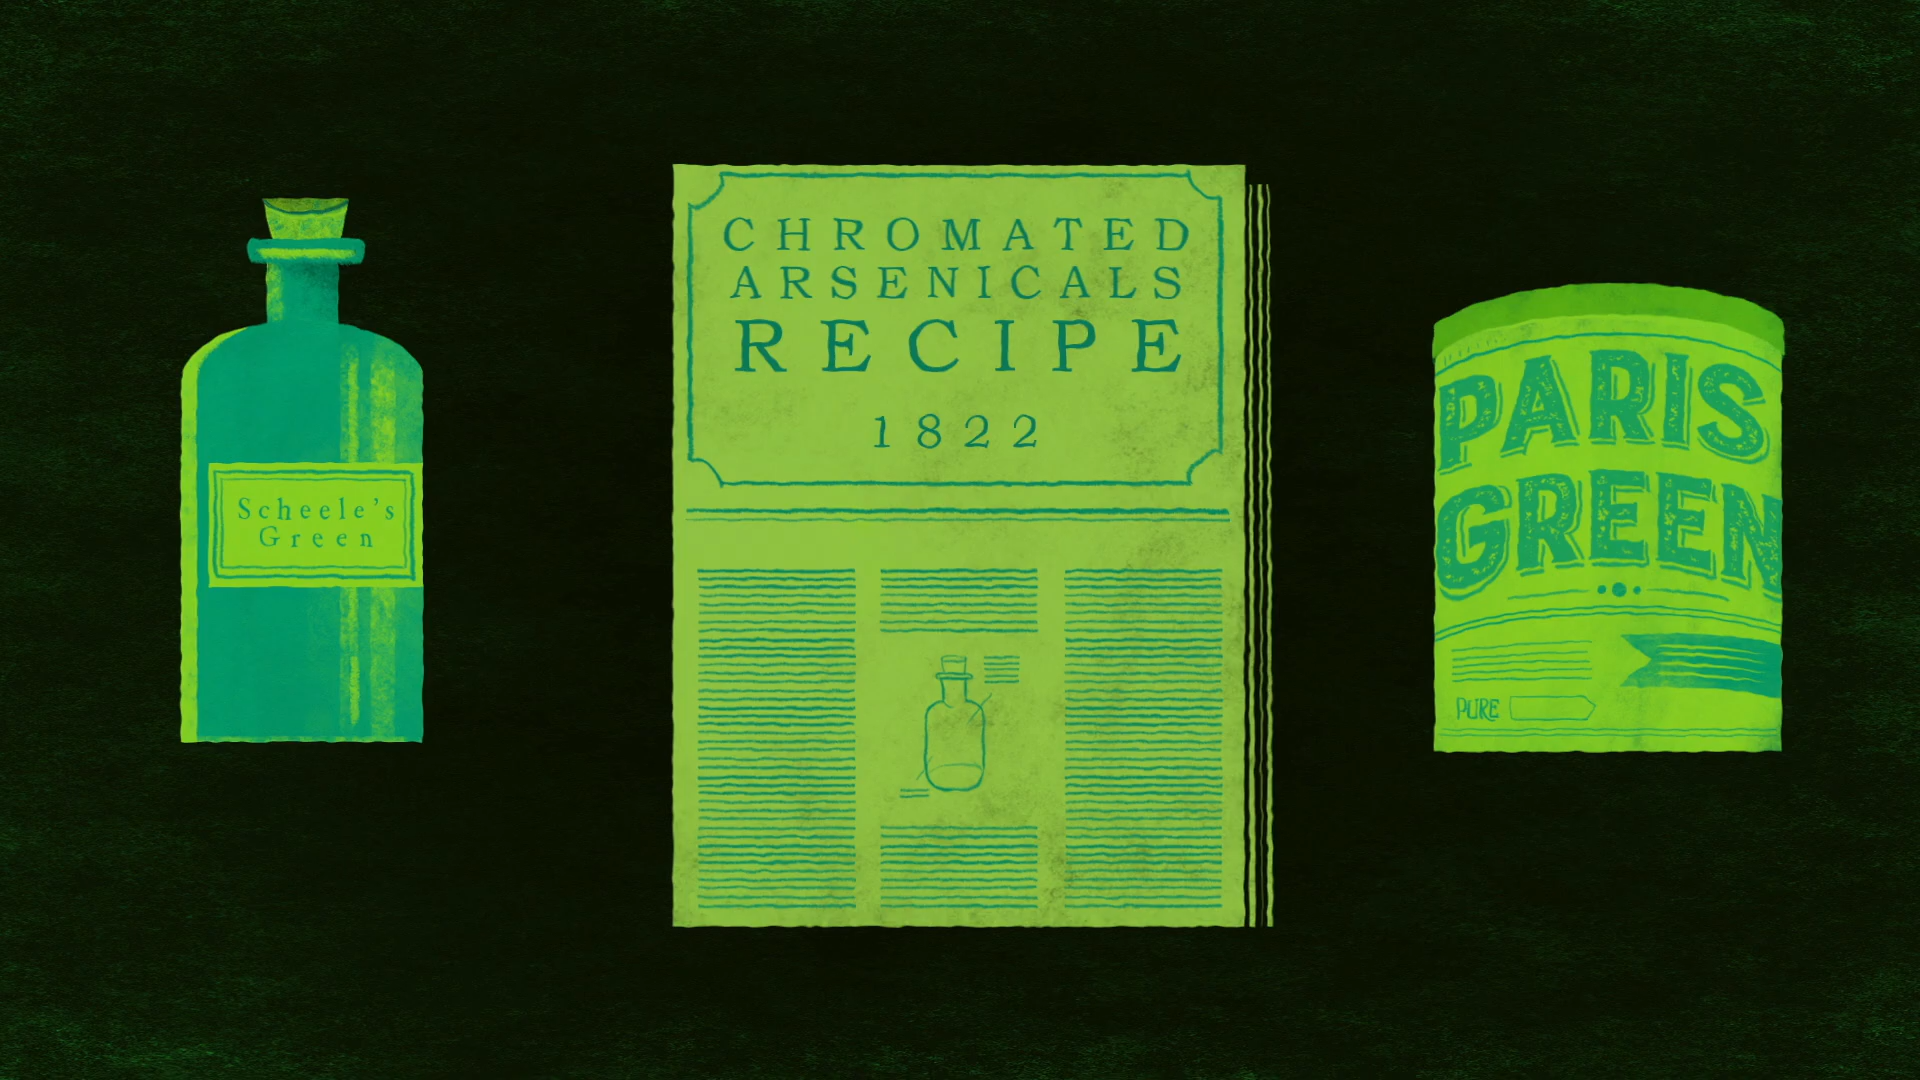 Scheele's
Green
CHROMATED
ARSENICALS
RECIPE
1822
PARIS
GREEN
PURE